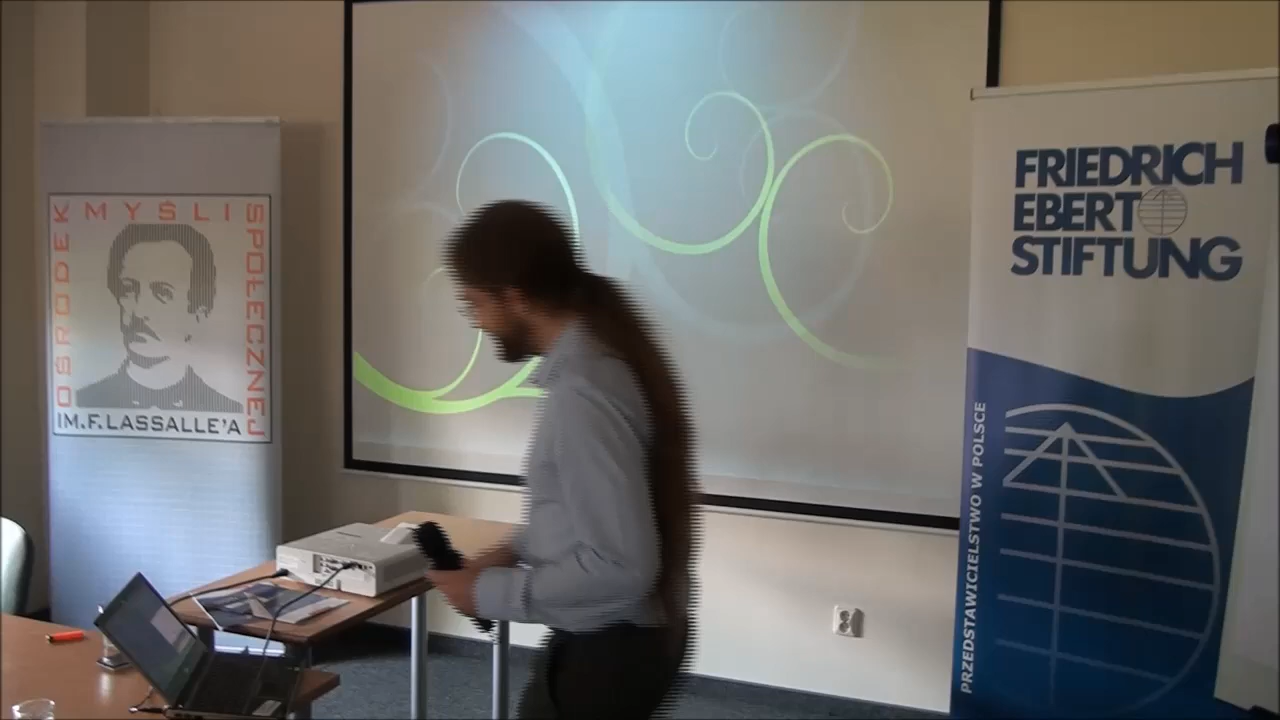 OŚRODEK MYŚLI SPOŁECZNEJ
IM.F.LASSALLE'A
FRIEDRICH
EBERT
STIFTUNG
PRZEDSTAWICIELSTWO W POLSCE